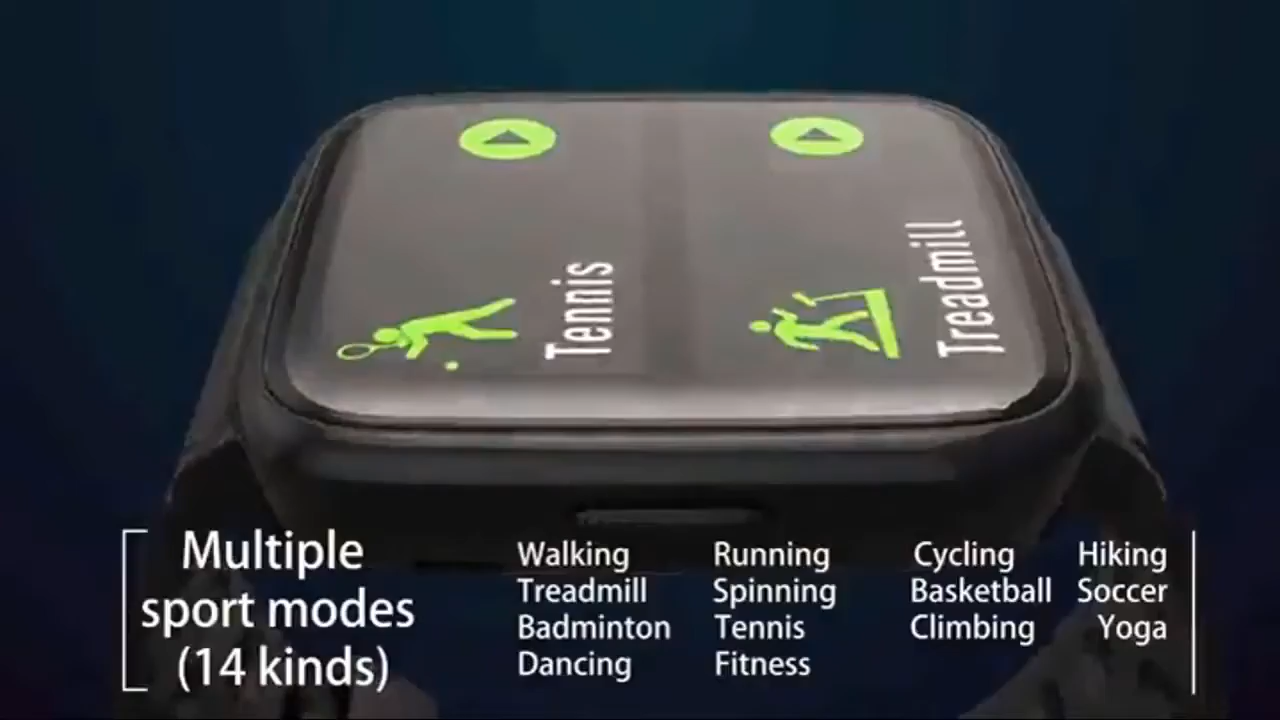 Tennis
Treadmill
Multiple
sport modes
(14 kinds)
Walking Running Cycling Hiking
Treadmill Spinning Basketball Soccer
Badminton Tennis Climbing Yoga
Dancing Fitness